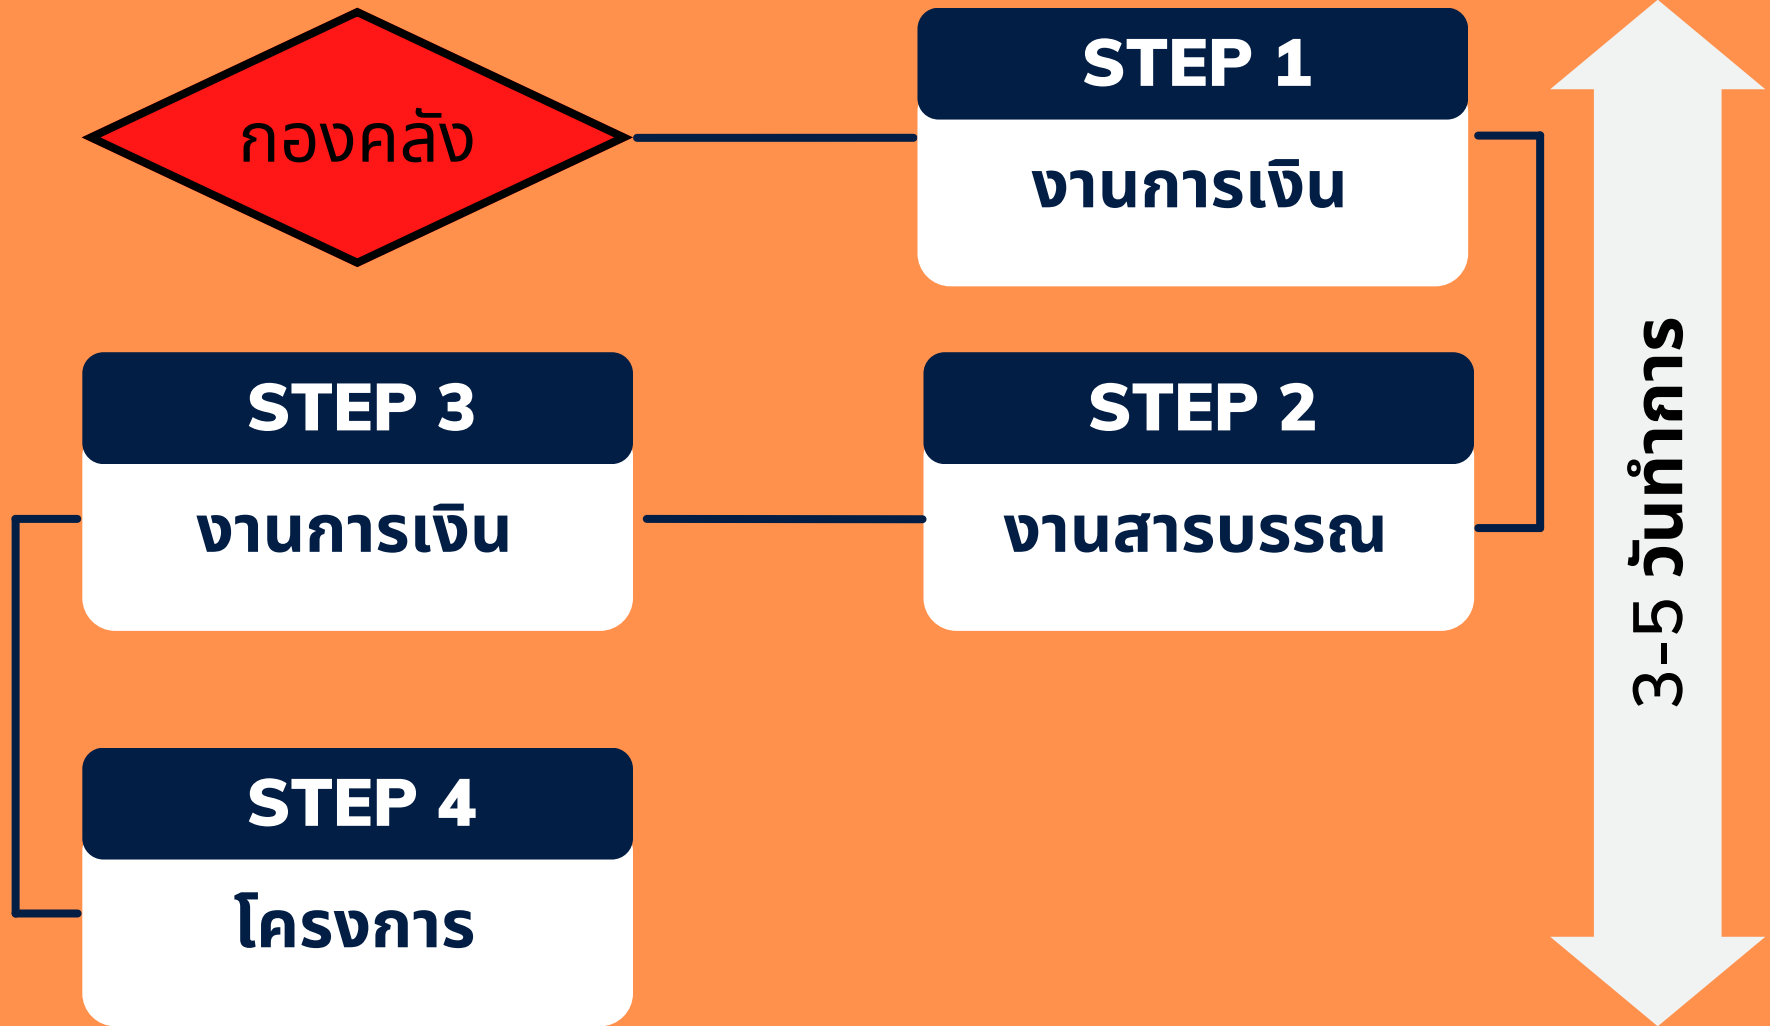 กองคลัง
STEP 1
งานการเงิน
STEP 2
งานสารบรรณ
STEP 3
งานการเงิน
STEP 4
โครงการ
3-5 วันทำการ